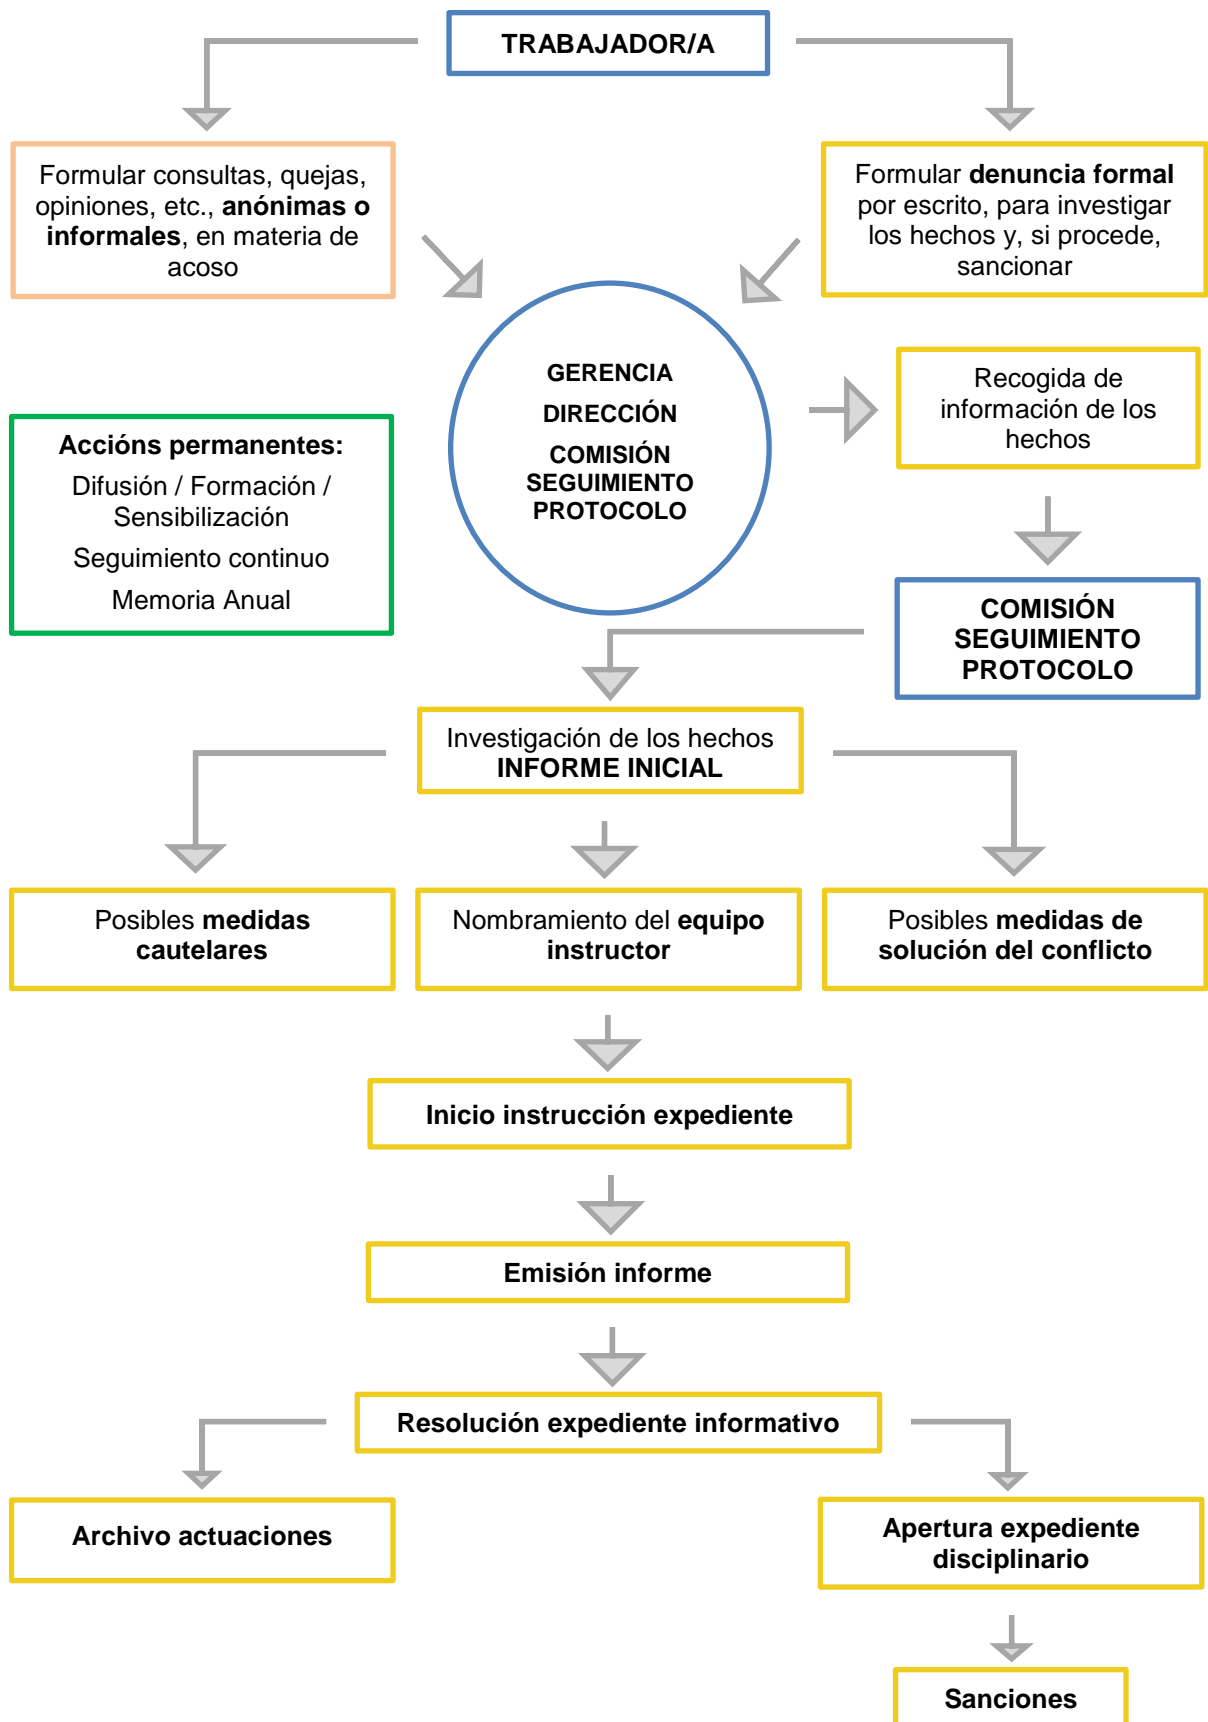 TRABAJADOR/A
Formular consultas, quejas,
opiniones, etc., anónimas o
informales, en materia de
acoso
Formular denuncia formal
por escrito, para investigar
los hechos y, si procede,
sancionar
GERENCIA
DIRECCIÓN
COMISIÓN
SEGUIMIENTO
PROTOCOLO
Recogida de
información de los
hechos
Accións permanentes:
Difusión / Formación /
Sensibilización
Seguimiento continuo
Memoria Anual
COMISIÓN
SEGUIMIENTO
PROTOCOLO
Investigación de los hechos
INFORME INICIAL
Posibles medidas
cautelares
Nombramiento del equipo
instructor
Posibles medidas de
solución del conflicto
Inicio instrucción expediente
Emisión informe
Resolución expediente informativo
Archivo actuaciones
Apertura expediente
disciplinario
Sanciones